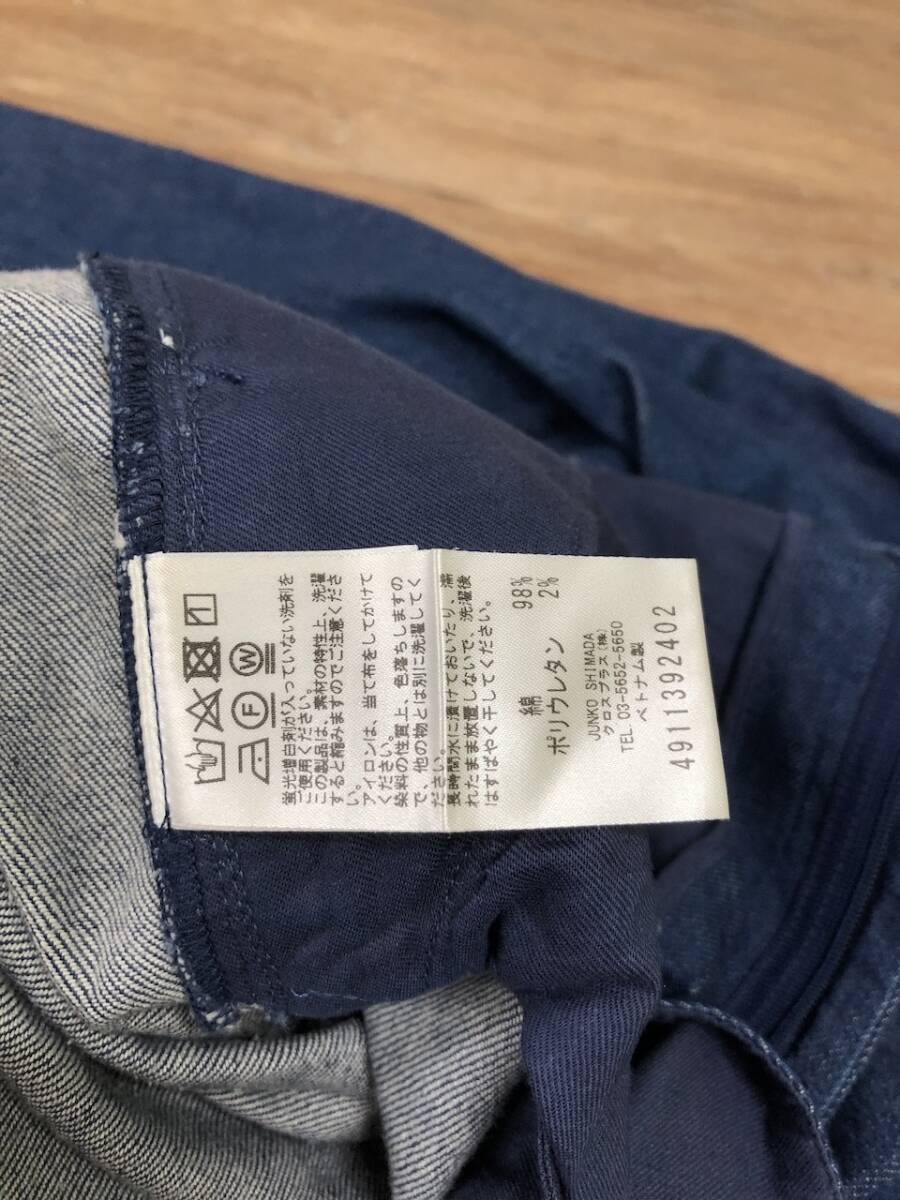 蛍光増白剤が入っていない洗剤を
ご使用ください。
この製品は、素材の特性上、洗濯
すると縮みますのでご注意くださ
い。
アイロンは、当て布をしてかけて
ください。
染料の性質上、色落ちしますの
で、他の物とは別に洗濯してく
ださい。
長時間水に漬けておいたり、濡
れたまま放置しないで、洗濯後
はすばやく干してください。
綿 98%
ポリウレタン 2%
JUNKO SHIMADA
クロスプラス(株)
TEL 03-5652-5650
ベトナム製
4911392402
W
F